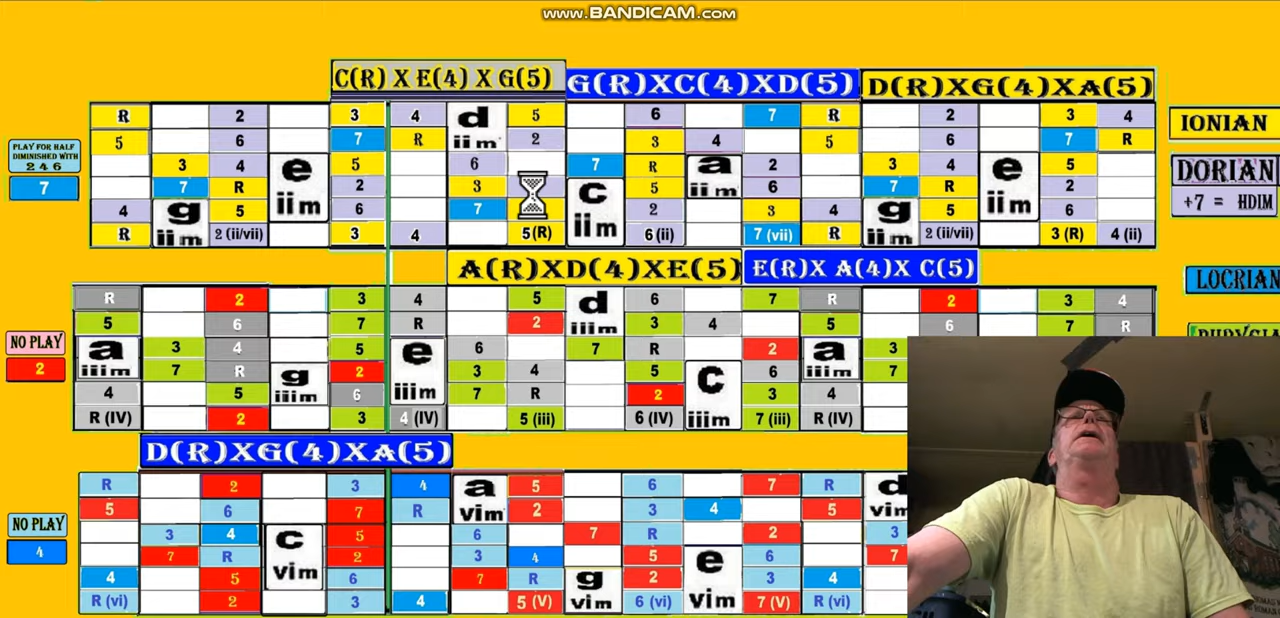 www.BANDICAM.com
C(R) X E(4) X G(5)
G(R)XC(4)XD(5)
D(R)XG(4)XA(5)
R 2 3 4 d 5 6 7 R 2 3 4
IONIAN
5 6 7 R iim 2 3 4 5 6 7 R
PLAY FOR HALF
DIMINISHED WITH
2 4 6
3 4 e 5 6 7 R a 2 3 4 e 5
DORIAN
7
7 R iim 2 3 c 5 iim 6 7 R iim 2
+7 = HDIM
4 g 5 6 7 iim 2 3 4 g 5 6
R iim 2 (ii/vii) 3 4 5(R) 6 (ii) 7 (vii) R iim 2 (ii/vii) 3 (R) 4 (ii)
A(R)XD(4)XE(5)
E(R)X A(4)X C(5)
LOCRIAN
R 2 3 4 5 d 6 7 R 2 3 4
5 6 7 R 2 iiim 3 4 5 6 7 R
NO PLAY
a 3 4 5 e 6 7 R 2 a 3
2
iiim 7 R g 2 iiim 3 4 5 c 6 iiim 7
4 5 iiim 6 7 R 2 iiim 3 4
R (IV) 2 3 4 (IV) 5 (iii) 6 (IV) 7 (iii) R (IV)
D(R)XG(4)XA(5)
R 2 3 4 a 5 6 7 R d
5 6 7 R vim 2 3 4 5 vim
NO PLAY
3 4 c 5 6 7 R 2 3
4
7 R vim 2 3 4 5 e 6 7
4 5 6 7 R g 2 vim 3 4
R (vi) 2 3 4 5 (V) vim 6 (vi) 7 (V) R (vi)